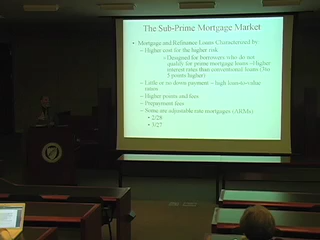 The Sub-Prime Mortgage Market
• Mortgage and Refinance Loans Characterized by
– Higher cost for the higher risk
• Designed for borrowers who do not
qualify for prime mortgage loans –Higher
interest rates than conventional loans (3 to
5 points higher)
– Little or no down payment – high loan-to-value
ratios
– Higher points and fees
– Prepayment fees
– Some are adjustable rate mortgages (ARMs)
• 2/28
• 3/27